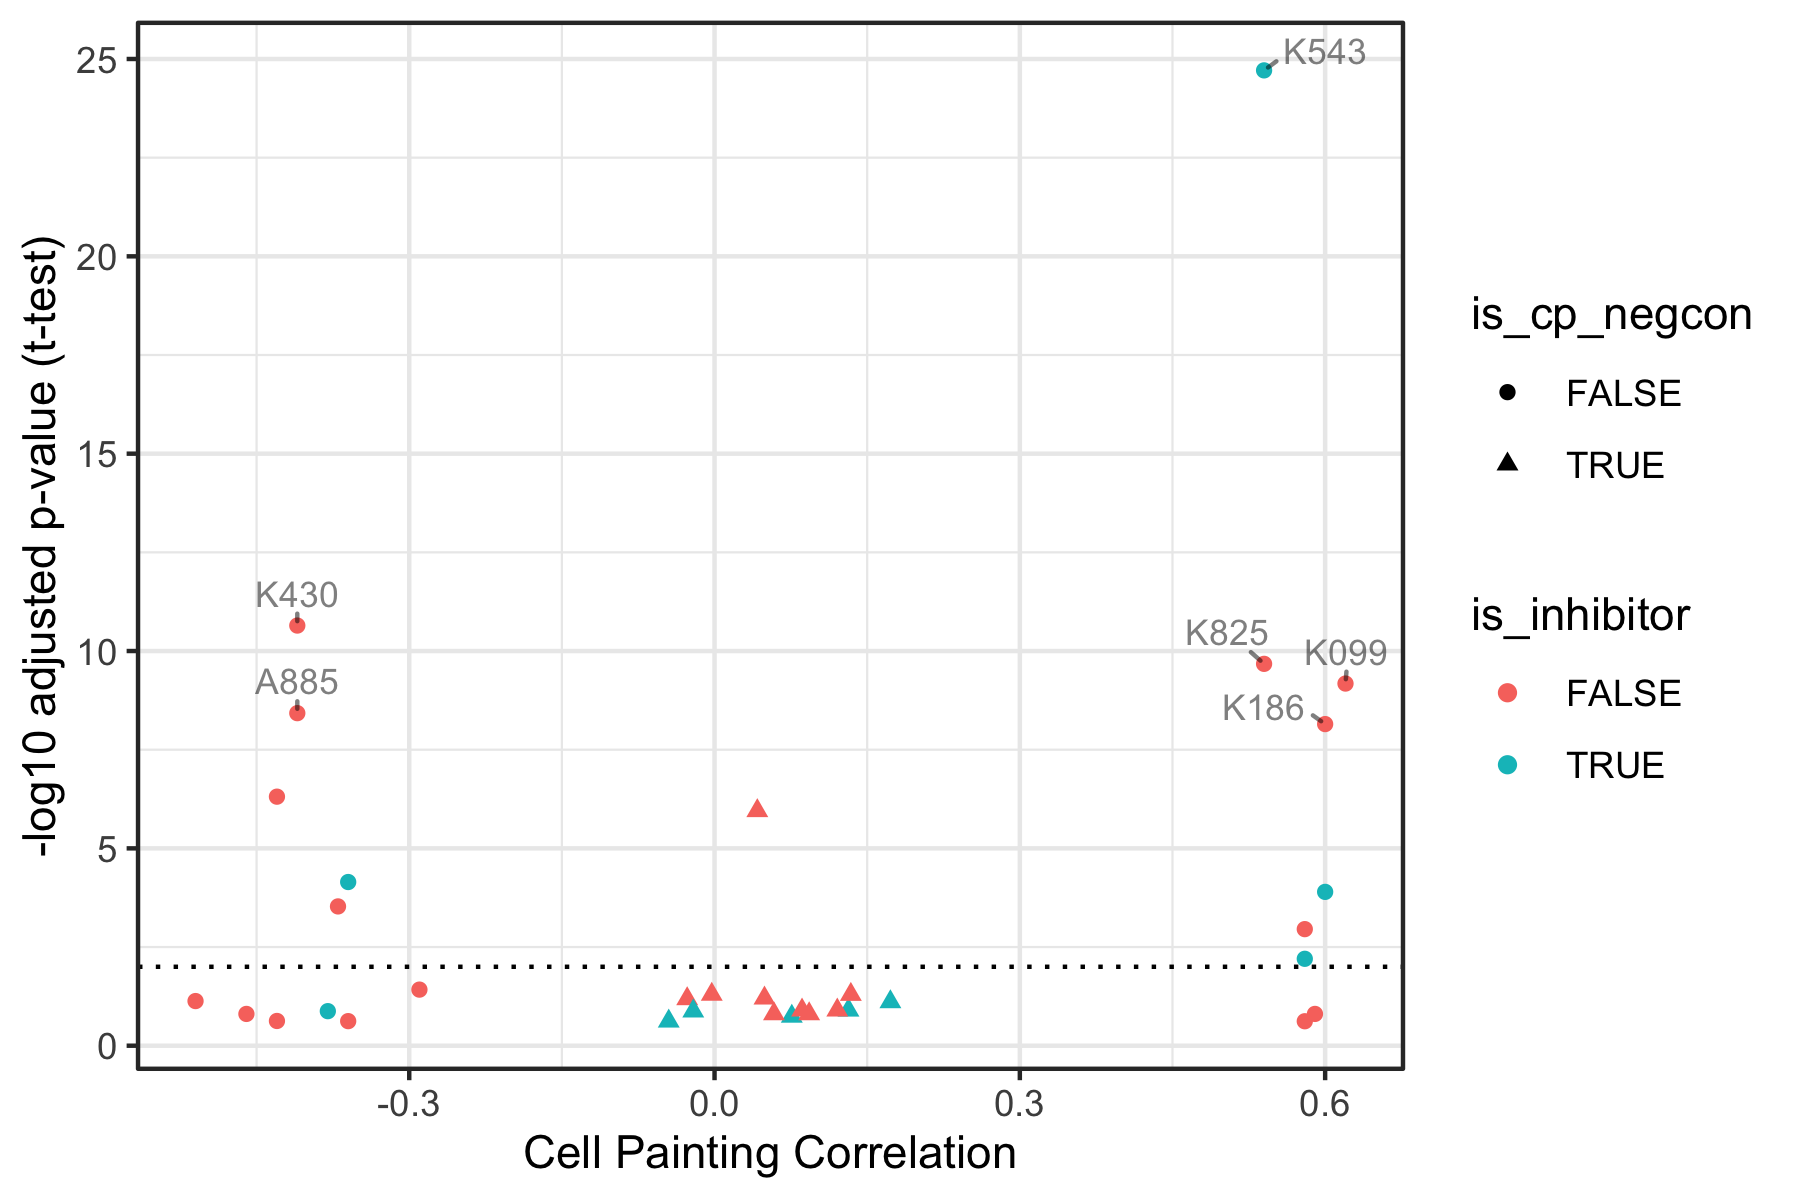 25
20
15
10
5
0
-log10 adjusted p-value (t-test)
K543
K430
A885
K825
K099
K186
-0.3
0.0
0.3
0.6
Cell Painting Correlation
is_cp_negcon
FALSE
TRUE
is_inhibitor
FALSE
TRUE